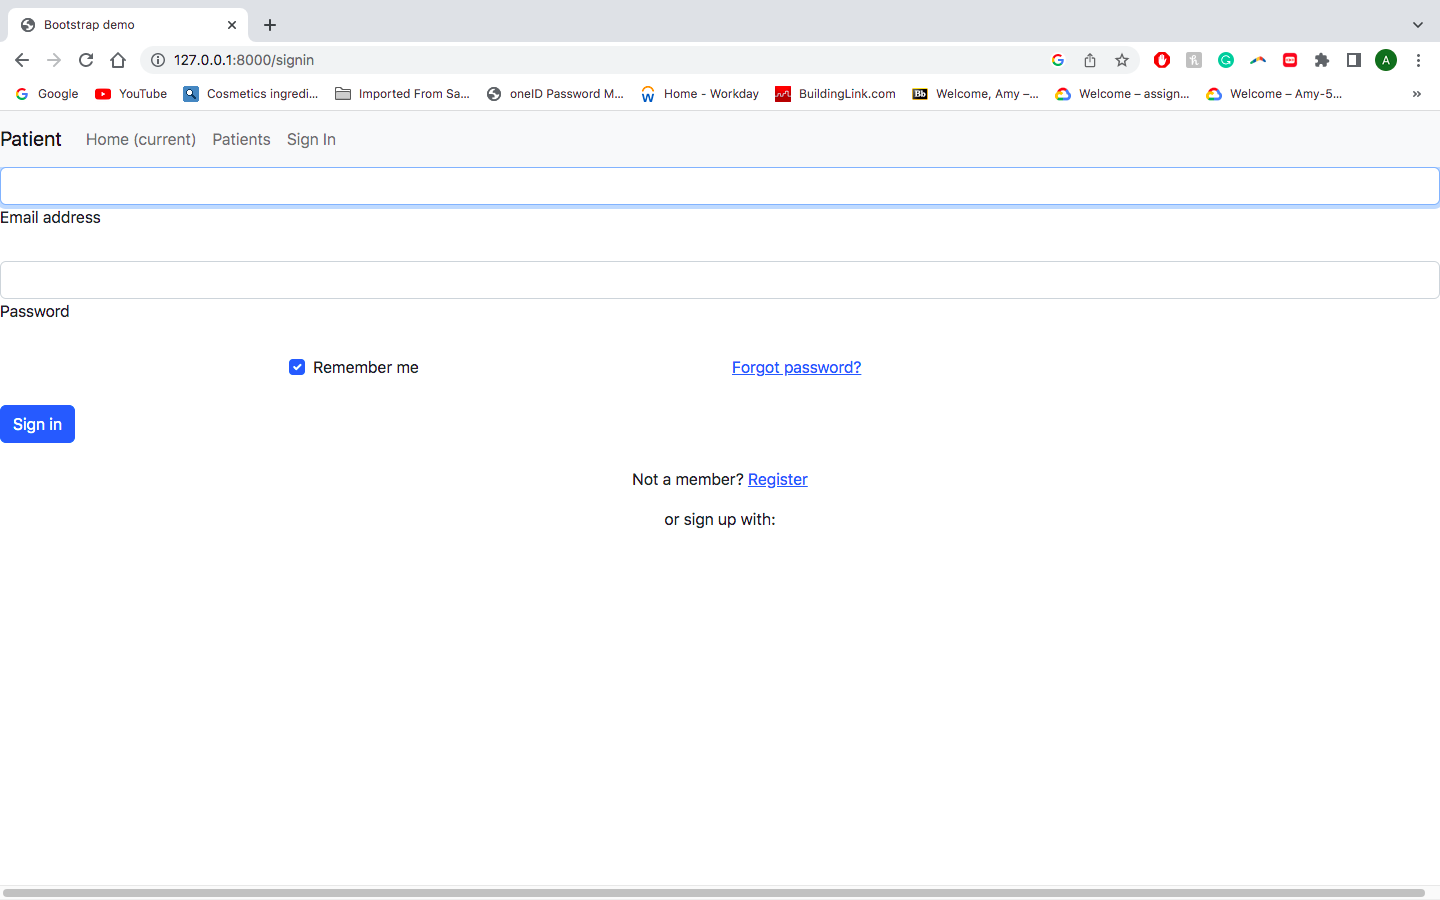 Bootstrap demo
127.0.0.1:8000/signin
Google YouTube Cosmetics ingredi... Imported From Sa... oneID Password M... Home - Workday BuildingLink.com Welcome, Amy –... Welcome – assign... Welcome – Amy-5... »
Patient Home (current) Patients Sign In
Email address
Password
Remember me Forgot password?
Sign in
Not a member? Register
or sign up with: